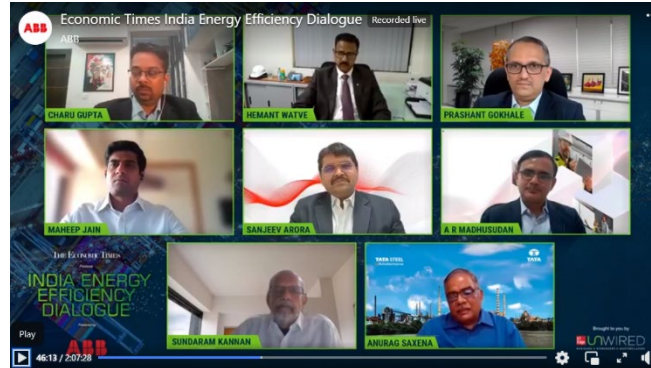 ABB
Economic Times India Energy Efficiency Dialogue
Recorded live
ABB
CHARU GUPTA
HEMANT WATVE
PRASHANT GOKHALE
MAHEEP JAIN
SANJEEV ARORA
A R MADHUSUDAN
THE ECONOMIC TIMES
INDIA ENERGY
EFFICIENCY
DIALOGUE
ABB
SUNDARAM KANNAN
TATA STEEL
TATA
ANURAG SAXENA
Brought to you by
UNWIRED
Play
46:13 / 2:07:28